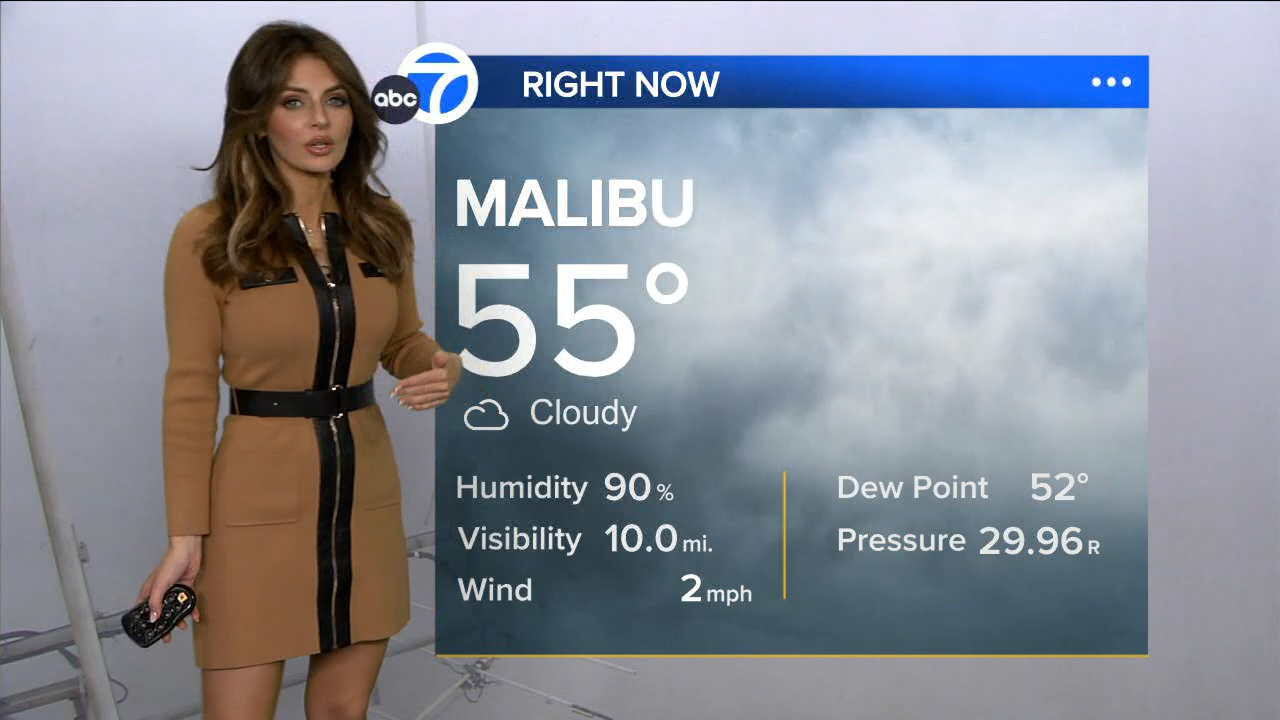 abc 7
RIGHT NOW
MALIBU
55°
Cloudy
Humidity 90%
Visibility 10.0 mi.
Wind 2 mph
Dew Point 52°
Pressure 29.96 R